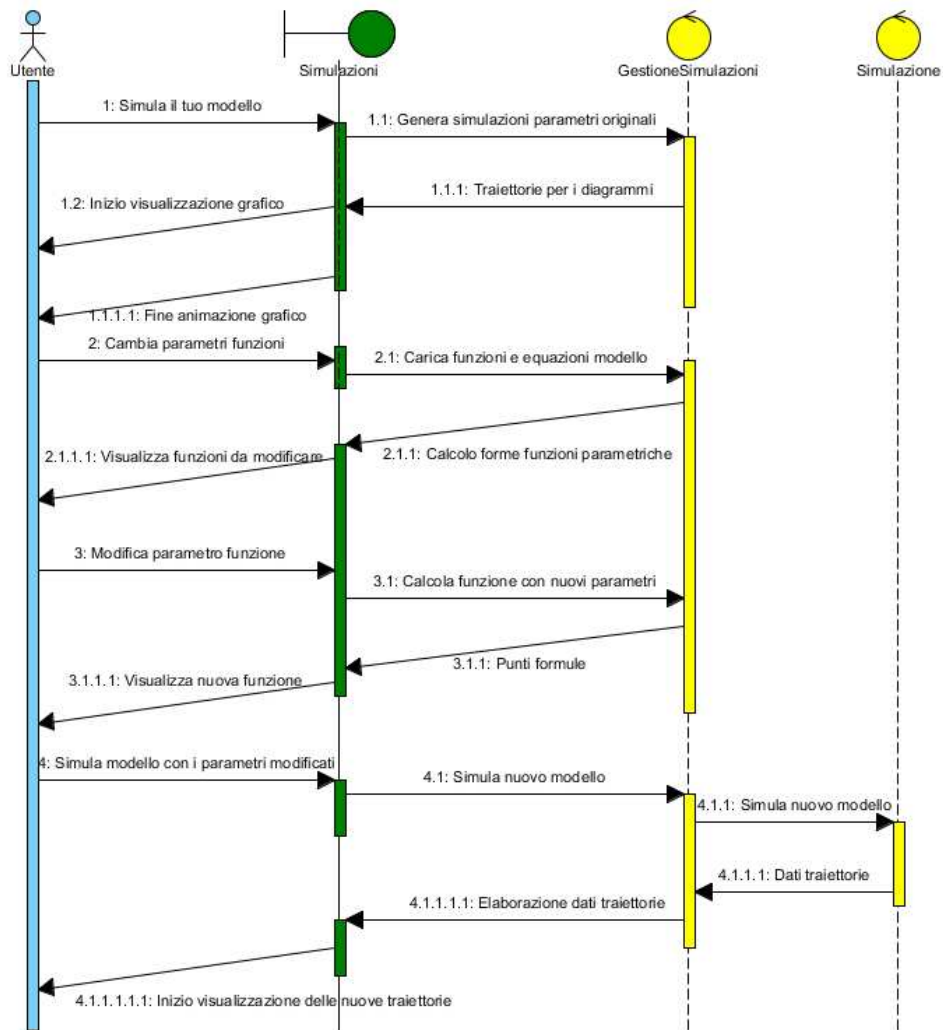 Utente
Simulazioni
GestioneSimulazioni
Simulazione
1: Simula il tuo modello
1.1: Genera simulazioni parametri originali
1.1.1: Traiettorie per i diagrammi
1.2: Inizio visualizzazione grafico
1.1.1.1: Fine animazione grafico
2: Cambia parametri funzioni
2.1: Carica funzioni e equazioni modello
2.1.1: Calcolo forme funzioni parametriche
2.1.1.1: Visualizza funzioni da modificare
3: Modifica parametro funzione
3.1: Calcola funzione con nuovi parametri
3.1.1: Punti formule
3.1.1.1: Visualizza nuova funzione
4: Simula modello con i parametri modificati
4.1: Simula nuovo modello
4.1.1: Simula nuovo modello
4.1.1.1: Dati traiettorie
4.1.1.1.1: Elaborazione dati traiettorie
4.1.1.1.1.1: Inizio visualizzazione delle nuove traiettorie